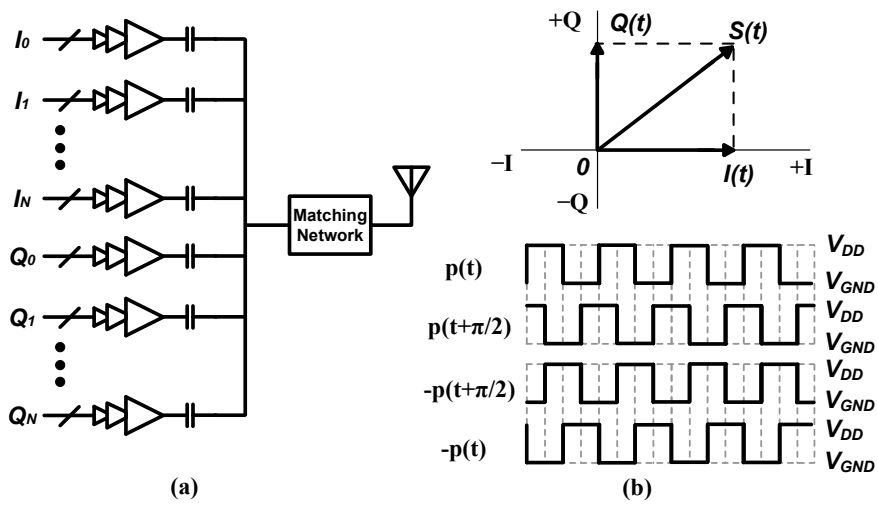 I0
I1
IN
Q0
Q1
QN
Matching
Network
(a)
+Q
Q(t)
S(t)
−I
0
I(t)
+I
−Q
p(t)
VDD
VGND
p(t+π/2)
VDD
VGND
-p(t+π/2)
VDD
VGND
-p(t)
VDD
VGND
(b)